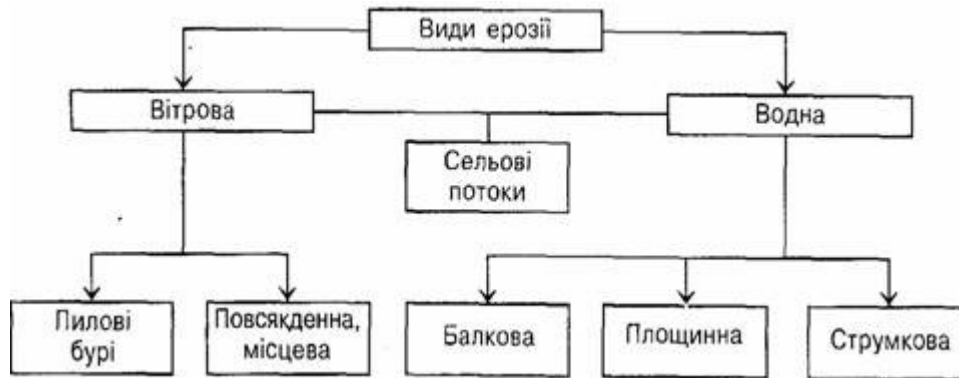 Види ерозії
Вітрова
Водна
Сельові
потоки
Пилові
бурі
Повсякденна,
місцева
Балкова
Площинна
Струмкова